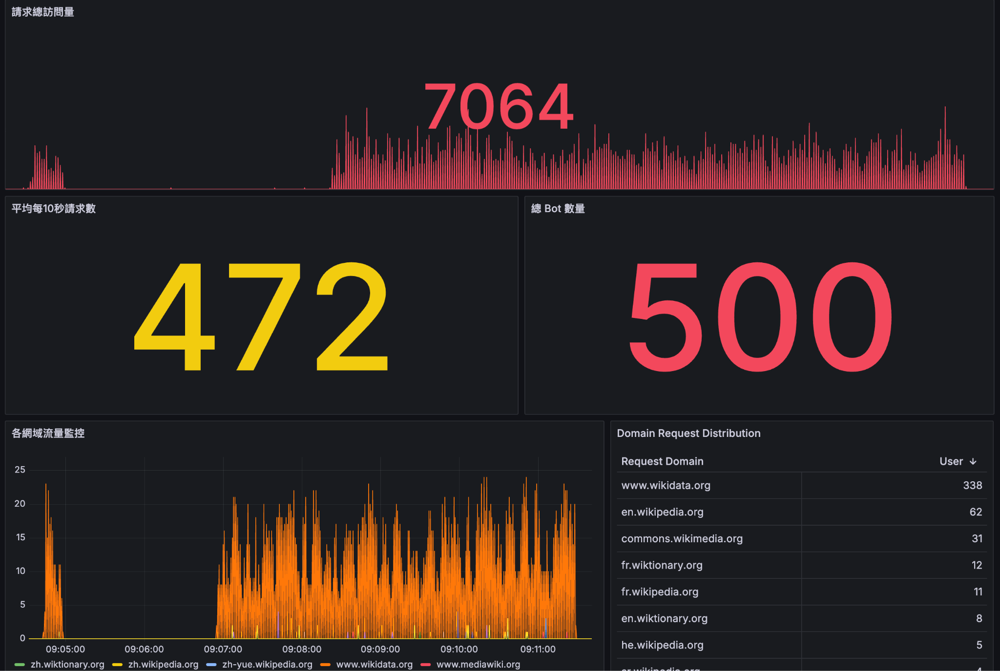 請求總訪問量
7064
平均每10秒請求數
472
總 Bot 數量
500
各網域流量監控
25
20
15
10
5
0
09:05:00 09:06:00 09:07:00 09:08:00 09:09:00 09:10:00 09:11:00
zh.wiktionary.org zh.wikipedia.org zh-yue.wikipedia.org www.wikidata.org www.mediawiki.org
Domain Request Distribution
Request Domain User ↓
www.wikidata.org 338
en.wikipedia.org 62
commons.wikimedia.org 31
fr.wiktionary.org 12
fr.wikipedia.org 11
en.wiktionary.org 8
he.wikipedia.org 5